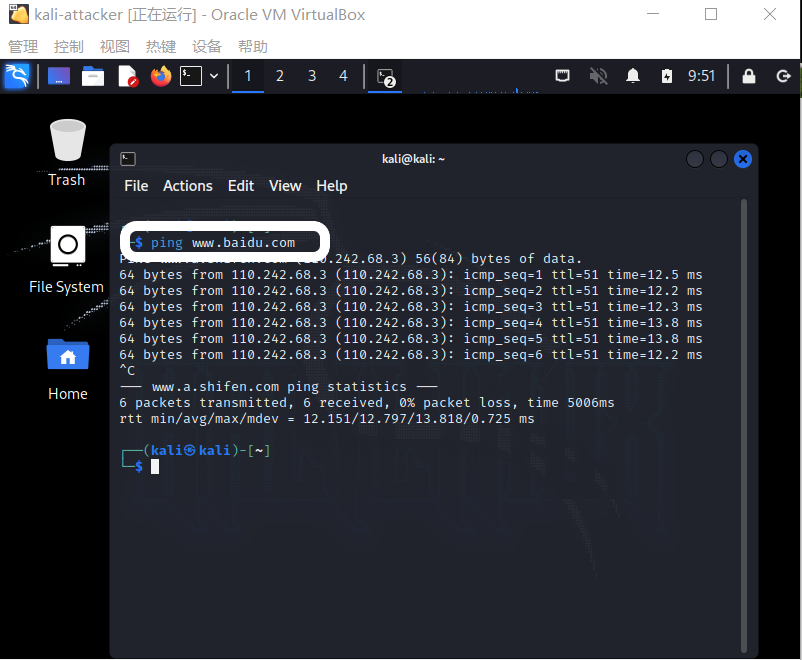 kali-attacker [正在运行] - Oracle VM VirtualBox
管理 控制 视图 热键 设备 帮助
1 2 3 4 2 9:51
Trash
File System
Home
kali@kali: ~
File Actions Edit View Help
$ ping www.baidu.com
(110.242.68.3) 56(84) bytes of data.
64 bytes from 110.242.68.3 (110.242.68.3): icmp_seq=1 ttl=51 time=12.5 ms
64 bytes from 110.242.68.3 (110.242.68.3): icmp_seq=2 ttl=51 time=12.2 ms
64 bytes from 110.242.68.3 (110.242.68.3): icmp_seq=3 ttl=51 time=12.3 ms
64 bytes from 110.242.68.3 (110.242.68.3): icmp_seq=4 ttl=51 time=13.8 ms
64 bytes from 110.242.68.3 (110.242.68.3): icmp_seq=5 ttl=51 time=13.8 ms
64 bytes from 110.242.68.3 (110.242.68.3): icmp_seq=6 ttl=51 time=12.2 ms
^C
--- www.a.shifen.com ping statistics ---
6 packets transmitted, 6 received, 0% packet loss, time 5006ms
rtt min/avg/max/mdev = 12.151/12.797/13.818/0.725 ms
┌──(kali㉿kali)-[~]
└─$